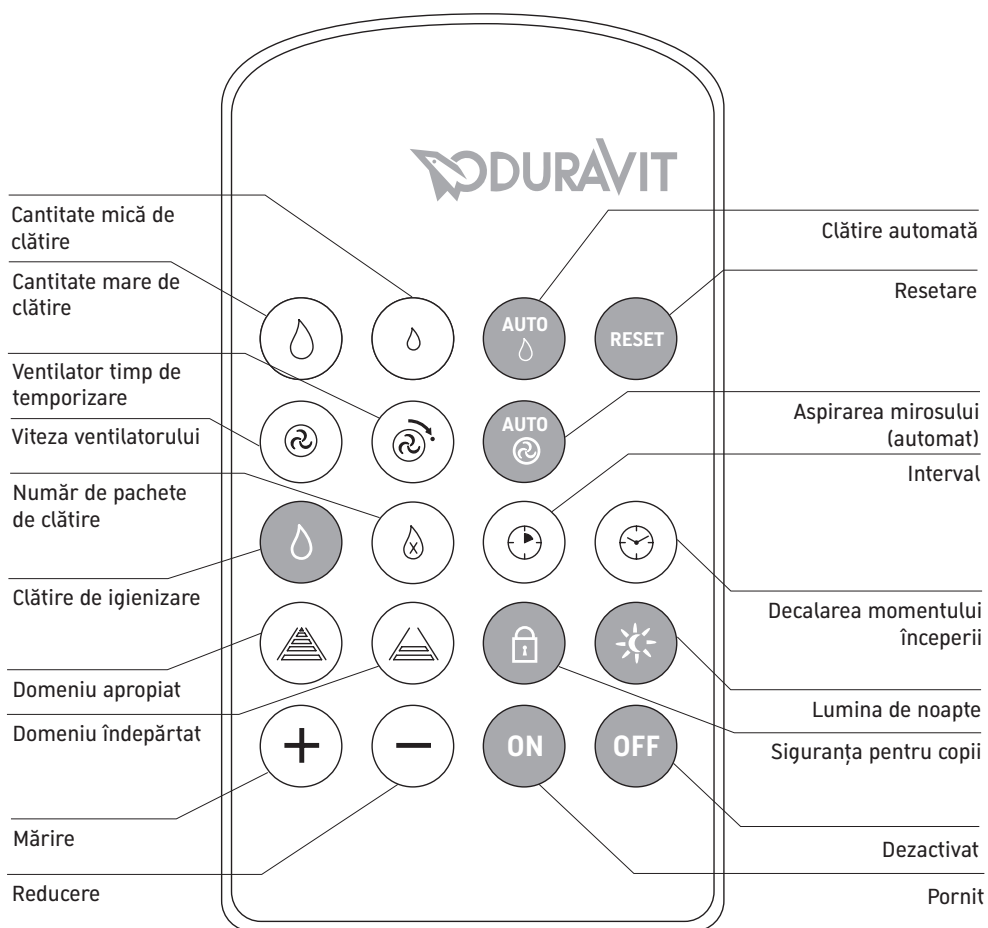 DURAVIT
Cantitate mică de
clătire
Cantitate mare de
clătire
Ventilator timp de
temporizare
Viteza ventilatorului
Număr de pachete
de clătire
Clătire de igienizare
Domeniu apropiat
Domeniu îndepărtat
Mărire
Reducere
AUTO
RESET
AUTO
X
ON
OFF
Clătire automată
Resetare
Aspirarea mirosului
(automat)
Interval
Decalarea momentului
începerii
Lumina de noapte
Siguranța pentru copii
Dezactivat
Pornit